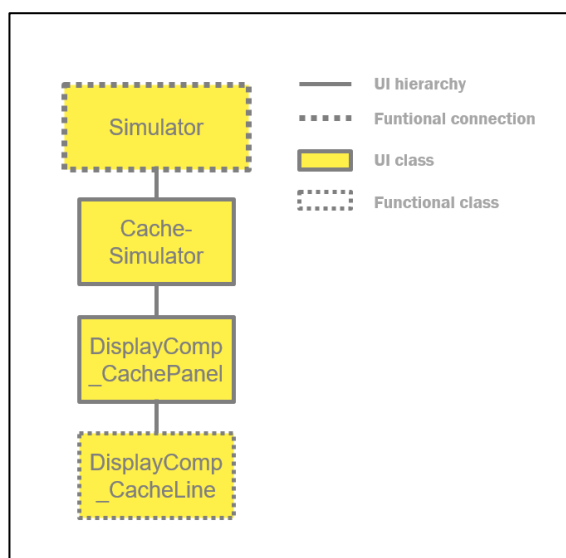 Simulator
Cache-
Simulator
DisplayComp
_CachePanel
DisplayComp
_CacheLine
UI hierarchy
Funtional connection
UI class
Functional class